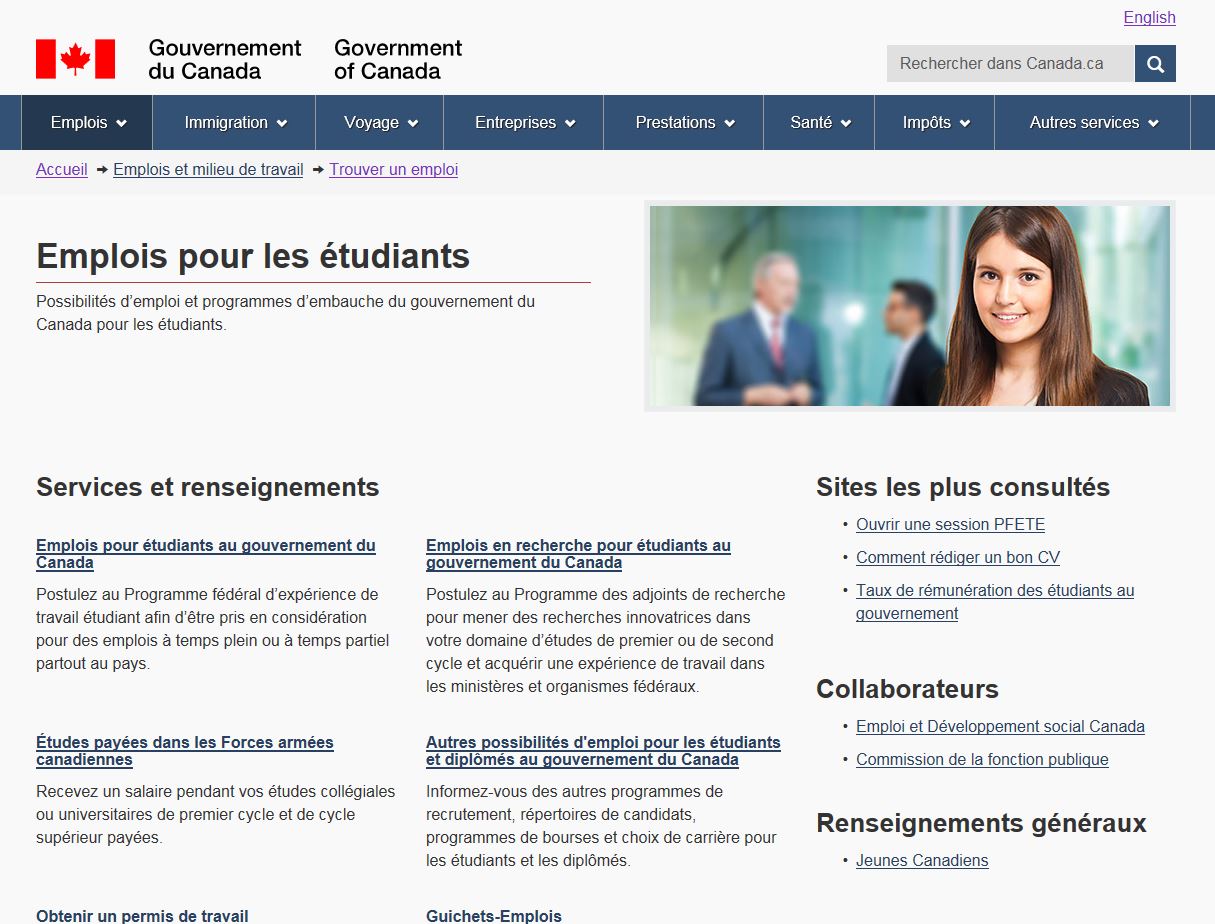 English
Gouvernement
du Canada
Government
of Canada
Rechercher dans Canada.ca
Emplois
Immigration
Voyage
Entreprises
Prestations
Santé
Impôts
Autres services
Accueil
Emplois et milieu de travail
Trouver un emploi
Emplois pour les étudiants
Possibilités d’emploi et programmes d’embauche du gouvernement du
Canada pour les étudiants.
Services et renseignements
Emplois pour étudiants au gouvernement du
Canada
Postulez au Programme fédéral d’expérience de
travail étudiant afin d’être pris en considération
pour des emplois à temps plein ou à temps partiel
partout au pays.
Emplois en recherche pour étudiants au
gouvernement du Canada
Postulez au Programme des adjoints de recherche
pour mener des recherches innovatrices dans
votre domaine d’études de premier ou de second
cycle et acquérir une expérience de travail dans
les ministères et organismes fédéraux.
Études payées dans les Forces armées
canadiennes
Recevez un salaire pendant vos études collégiales
ou universitaires de premier cycle et de cycle
supérieur payées.
Autres possibilités d'emploi pour les étudiants
et diplômés au gouvernement du Canada
Informez-vous des autres programmes de
recrutement, répertoires de candidats,
programmes de bourses et choix de carrière pour
les étudiants et les diplômés.
Obtenir un permis de travail
Guichets-Emplois
Sites les plus consultés
• Ouvrir une session PFETE
• Comment rédiger un bon CV
• Taux de rémunération des étudiants au
gouvernement
Collaborateurs
• Emploi et Développement social Canada
• Commission de la fonction publique
Renseignements généraux
• Jeunes Canadiens